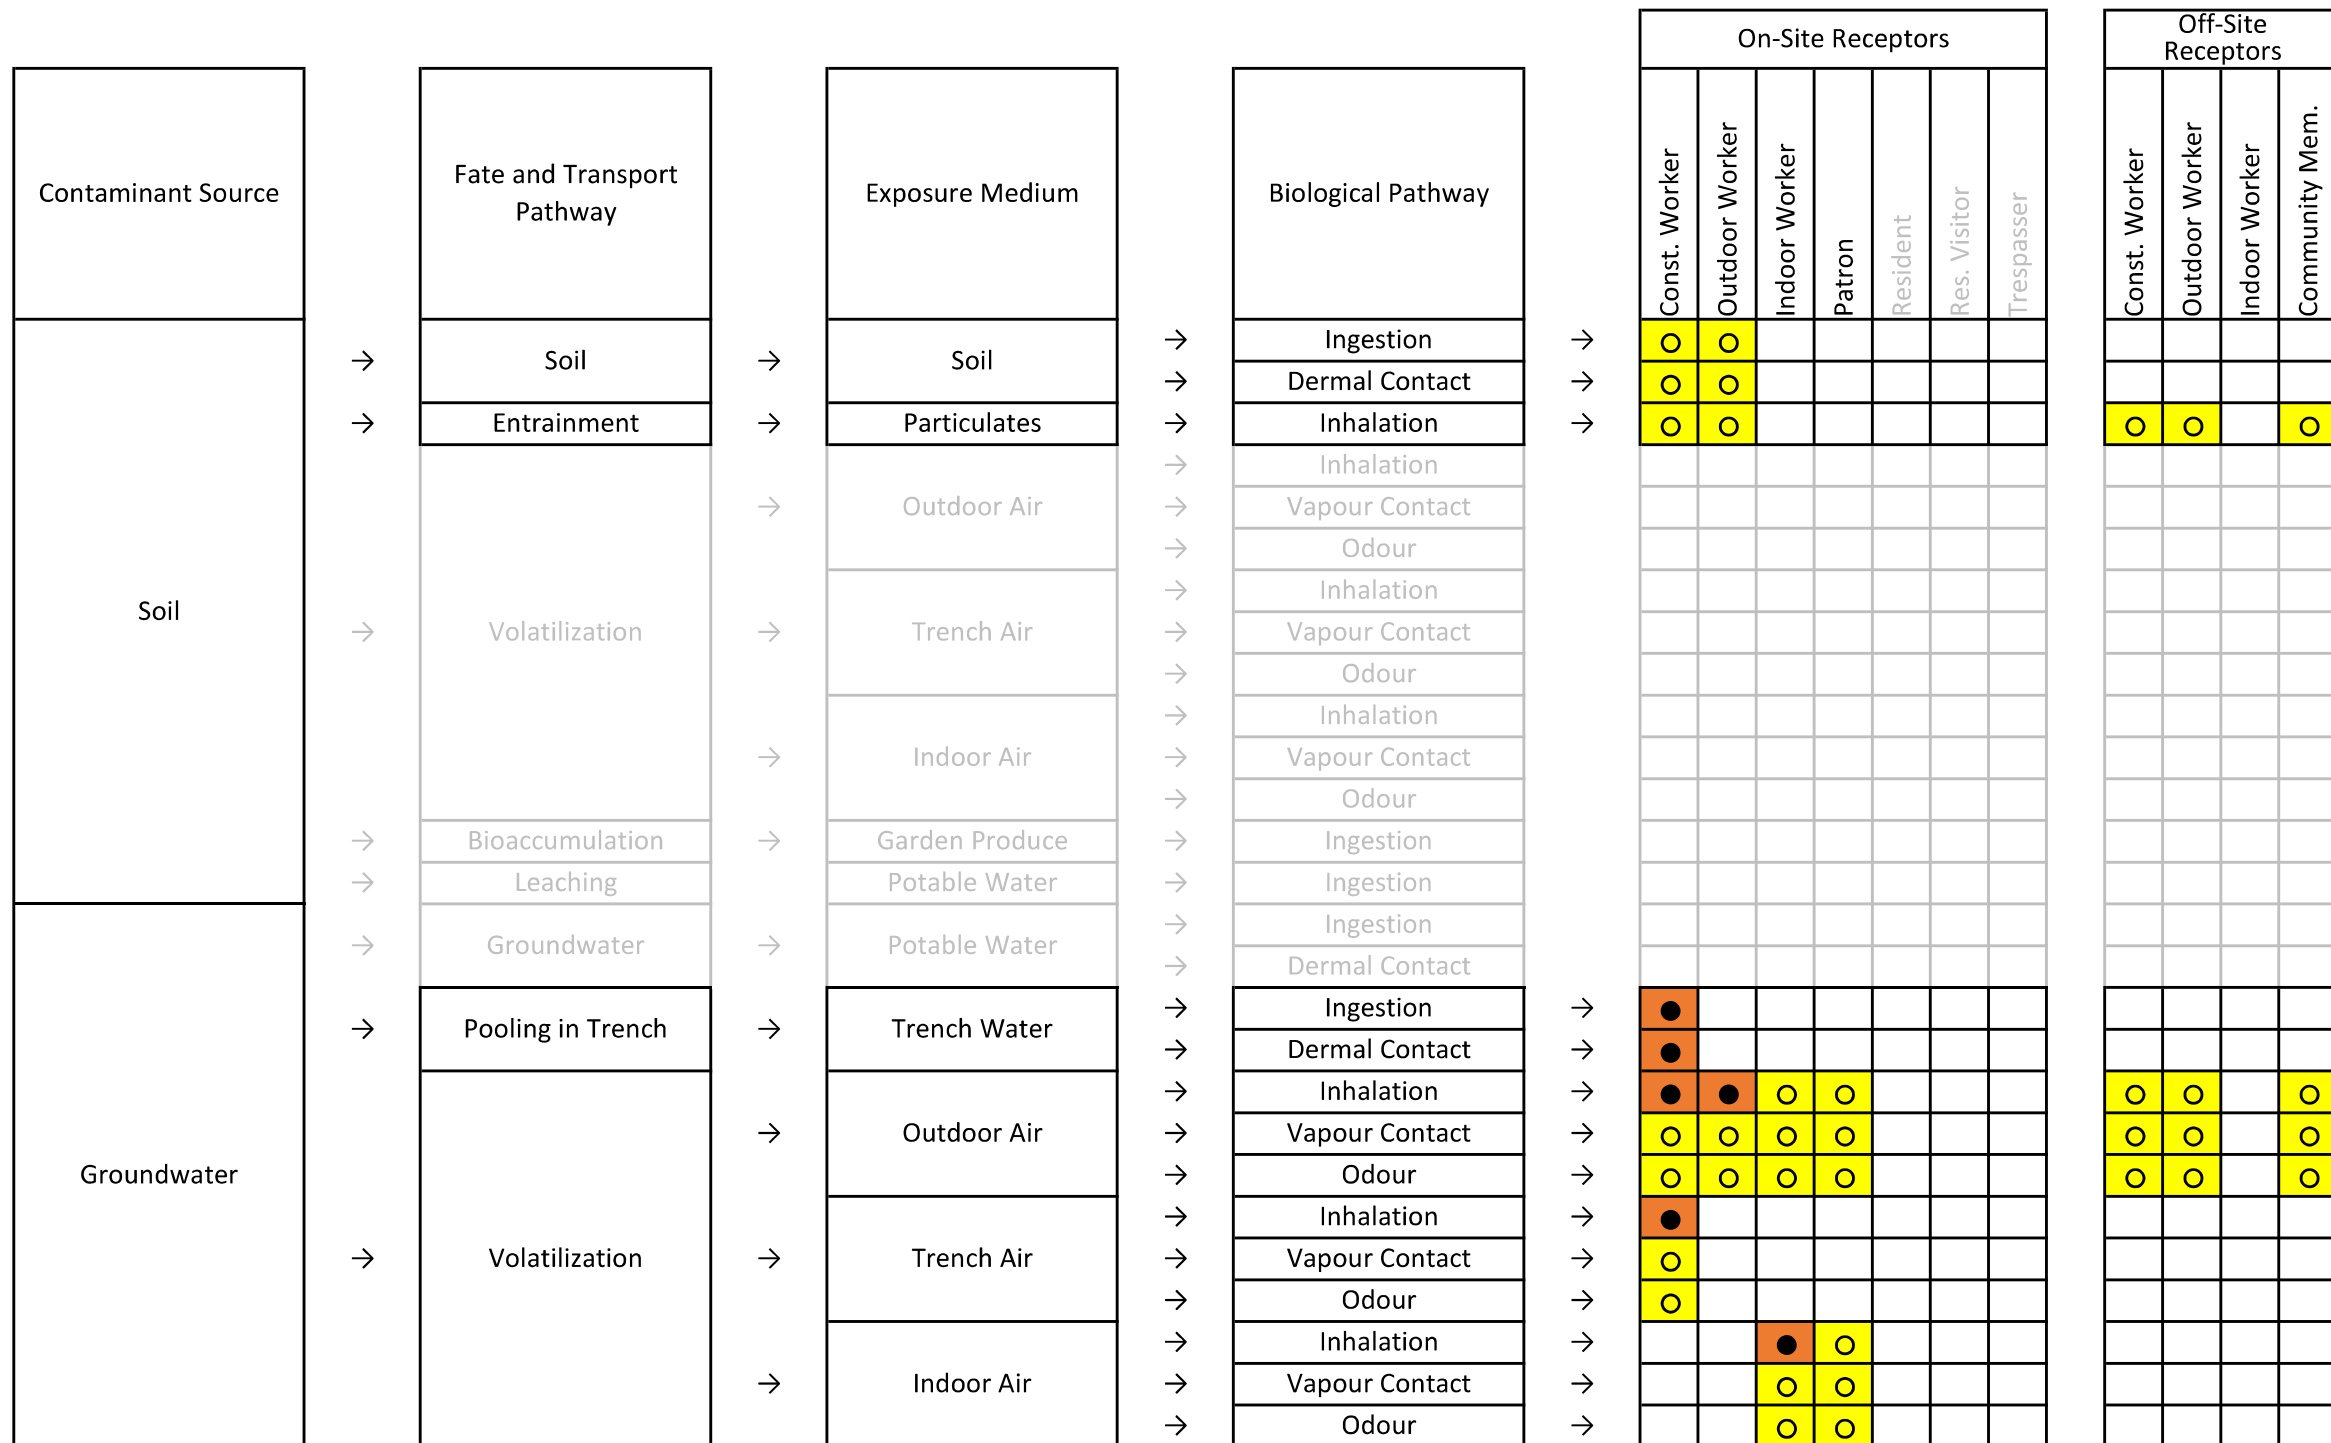 On-Site Receptors
Off-Site
Receptors
Contaminant Source
Fate and Transport
Pathway
Exposure Medium
Biological Pathway
Const. Worker
Outdoor Worker
Indoor Worker
Patron
Resident
Res. Visitor
Trespasser
Const. Worker
Outdoor Worker
Indoor Worker
Community Mem.
Soil
Soil
Soil
Ingestion
Dermal Contact
Entrainment
Particulates
Inhalation
Volatilization
Outdoor Air
Inhalation
Vapour Contact
Odour
Trench Air
Inhalation
Vapour Contact
Odour
Indoor Air
Inhalation
Vapour Contact
Odour
Bioaccumulation
Garden Produce
Ingestion
Leaching
Potable Water
Ingestion
Groundwater
Groundwater
Potable Water
Ingestion
Dermal Contact
Pooling in Trench
Trench Water
Ingestion
Dermal Contact
Volatilization
Outdoor Air
Inhalation
Vapour Contact
Odour
Trench Air
Inhalation
Vapour Contact
Odour
Indoor Air
Inhalation
Vapour Contact
Odour